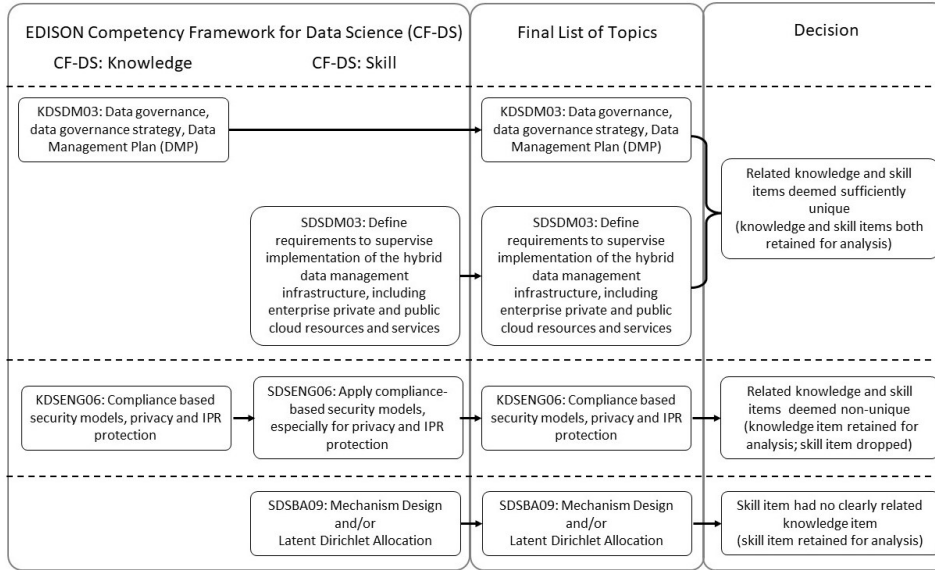 EDISON Competency Framework for Data Science (CF-DS)
CF-DS: Knowledge
CF-DS: Skill
Final List of Topics
Decision
KDSDM03: Data governance,
data governance strategy, Data
Management Plan (DMP)
KDSDM03: Data governance,
data governance strategy, Data
Management Plan (DMP)
SDSDM03: Define
requirements to supervise
implementation of the hybrid
data management
infrastructure, including
enterprise private and public
cloud resources and services
SDSDM03: Define
requirements to supervise
implementation of the hybrid
data management
infrastructure, including
enterprise private and public
cloud resources and services
Related knowledge and skill
items deemed sufficiently
unique
(knowledge and skill items both
retained for analysis)
KDSENG06: Compliance based
security models, privacy and IPR
protection
SDSENG06: Apply compliance-
based security models,
especially for privacy and IPR
protection
KDSENG06: Compliance based
security models, privacy and IPR
protection
Related knowledge and skill
items deemed non-unique
(knowledge item retained for
analysis; skill item dropped)
SDSBA09: Mechanism Design
and/or
Latent Dirichlet Allocation
SDSBA09: Mechanism Design
and/or
Latent Dirichlet Allocation
Skill item had no clearly related
knowledge item
(skill item retained for analysis)